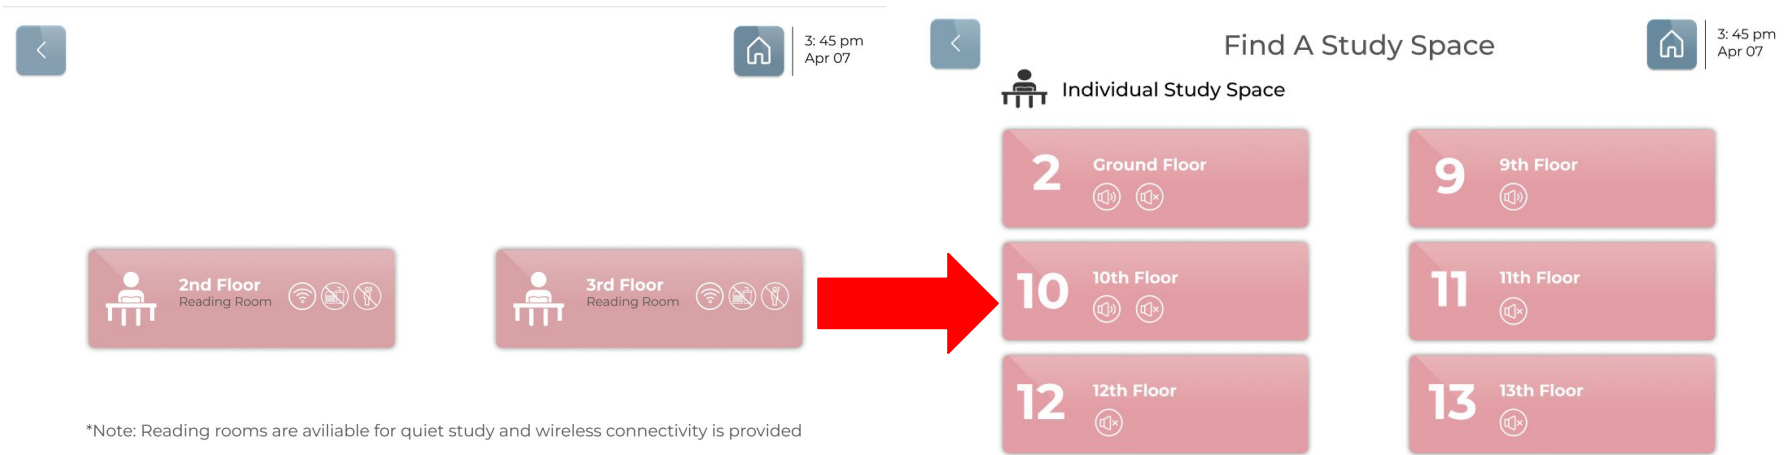 3: 45 pm
Apr 07
2nd Floor
Reading Room
3rd Floor
Reading Room
*Note: Reading rooms are aviliable for quiet study and wireless connectivity is provided
Find A Study Space
3: 45 pm
Apr 07
Individual Study Space
2
Ground Floor
9
9th Floor
10
10th Floor
11
11th Floor
12
12th Floor
13
13th Floor